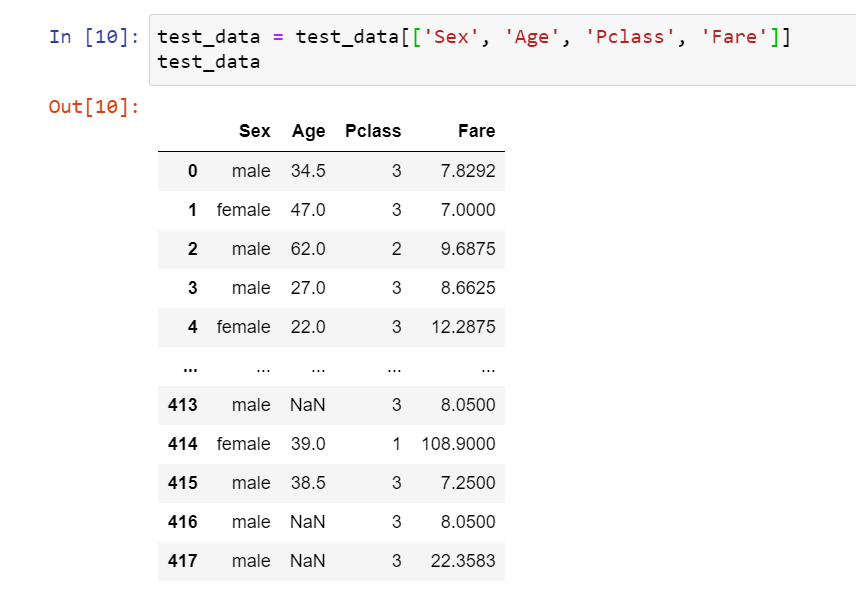 In [10]: test_data = test_data[['Sex', 'Age', 'Pclass', 'Fare']]
test_data
Out[10]:
Sex Age Pclass Fare
0 male 34.5 3 7.8292
1 female 47.0 3 7.0000
2 male 62.0 2 9.6875
3 male 27.0 3 8.6625
4 female 22.0 3 12.2875
... ... ... ... ...
413 male NaN 3 8.0500
414 female 39.0 1 108.9000
415 male 38.5 3 7.2500
416 male NaN 3 8.0500
417 male NaN 3 22.3583